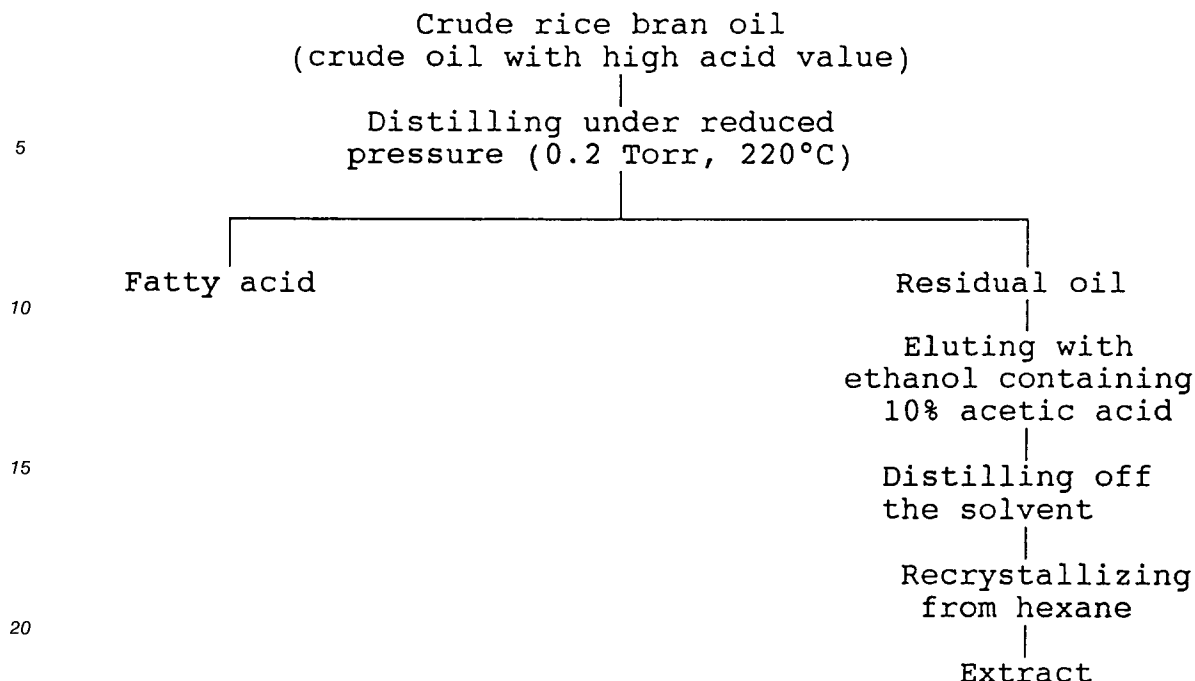 Crude rice bran oil
(crude oil with high acid value)
Distilling under reduced
5
pressure (0.2 Torr, 220°C)
Fatty acid
Residual oil
10
Eluting with
ethanol containing
10% acetic acid
15
Distilling off
the solvent
Recrystallizing
from hexane
20
Extract